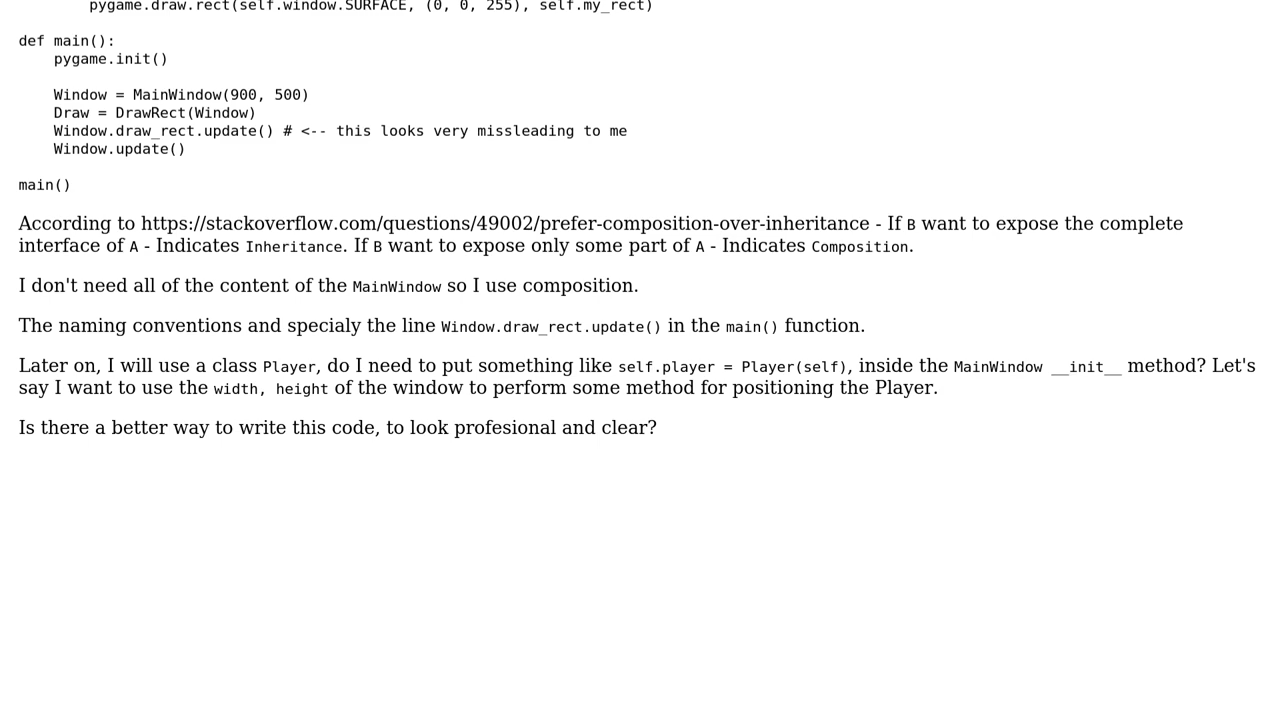 pygame.draw.rect(self.window.SURFACE, (0, 0, 255), self.my_rect)
def main():
pygame.init()
Window = MainWindow(900, 500)
Draw = DrawRect(Window)
Window.draw_rect.update() # <-- this looks very missleading to me
Window.update()
main()
According to https://stackoverflow.com/questions/49002/prefer-composition-over-inheritance - If B want to expose the complete
interface of A - Indicates Inheritance. If B want to expose only some part of A - Indicates Composition.
I don't need all of the content of the MainWindow so I use composition.
The naming conventions and specialy the line Window.draw_rect.update() in the main() function.
Later on, I will use a class Player, do I need to put something like self.player = Player(self), inside the MainWindow __init__ method? Let's
say I want to use the width, height of the window to perform some method for positioning the Player.
Is there a better way to write this code, to look profesional and clear?